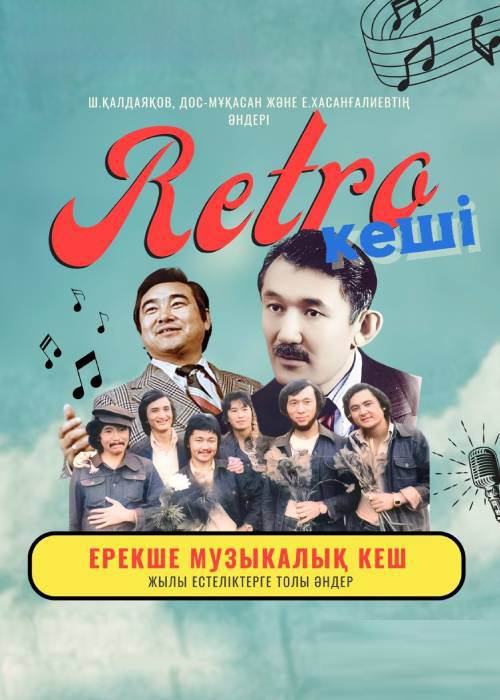 Ш.ҚАЛДАЯҚОВ, ДОС-МҰҚАСАН ЖӘНЕ Е.ХАСАНҒАЛИЕВТІҢ
ӘНДЕРІ
Retro
кеші
ЕРЕКШЕ МУЗЫКАЛЫҚ КЕШ
ЖЫЛЫ ЕСТЕЛІКТЕРГЕ ТОЛЫ ӘНДЕР